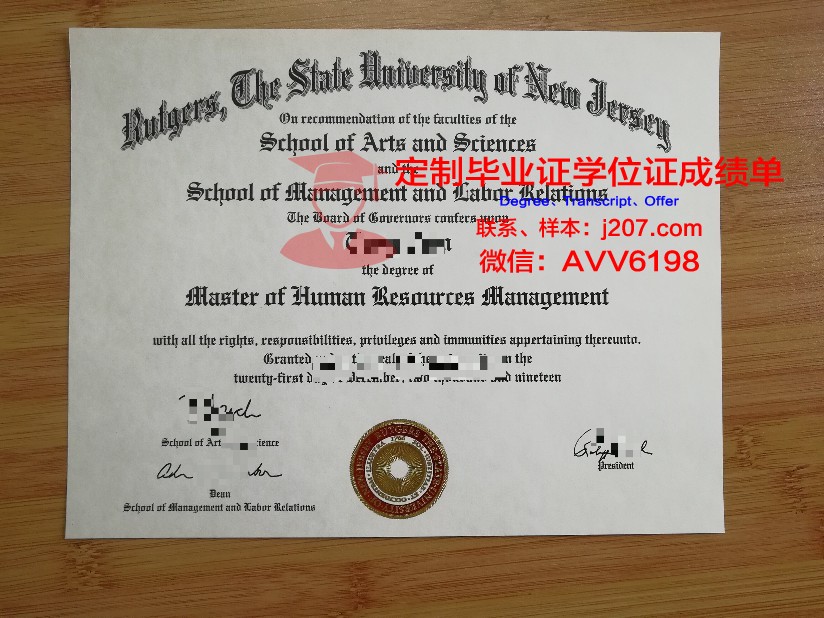 Rutgers, The State University of New Jersey
On recommendation of the faculties of the
School of Arts and Sciences
and the
定制毕业证学位证成绩单
School of Management and Labor Relations
Degree、Transcript、Offer
The Board of Governors confers upon
联系、样本：j207.com
微信：AVV6198
the degree of
Master of Human Resources Management
with all the rights, responsibilities, privileges and immunities appertaining thereunto.
Granted the
twenty-first two thousand and nineteen
School of
President
Dean
School of Management and Labor Relations